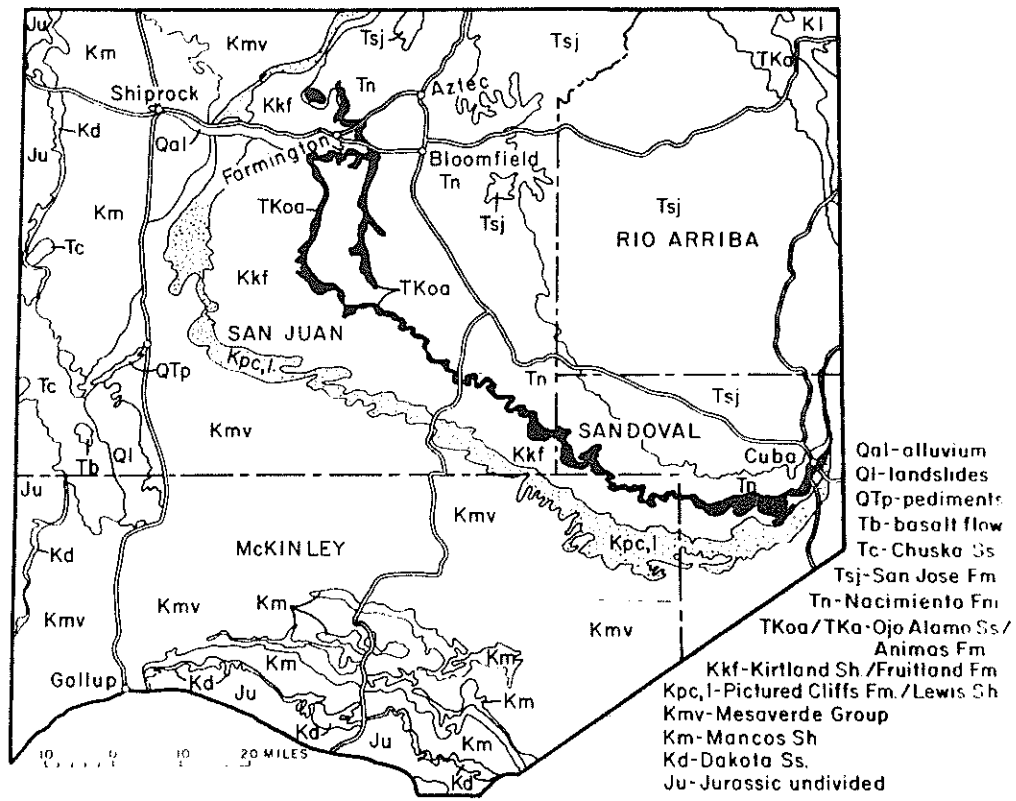 Ju
Km
Kmv
Tsj
Tsj
Kl
TKa
Shiprock
Kd
Kkf
Tn
Aztec
Qal
Ju
Farmington
Bloomfield
Tn
Km
TKoa
Tsj
Tsj
RIO ARRIBA
Tc
Kkf
TKoa
SAN JUAN
Kpc,l
QTp
Tn
Tc
Tsj
Kmv
SANDOVAL
Tb
Ql
Kkf
Cuba
Ju
Tn
Kmv
Kpc,l
McKINLEY
Kd
Kmv
Kmv
Km
Kmv
Km
Km
Gallup
Kd
Ju
Km
Kd
Ju
Km
Kd
10 0 10 20 MILES
Qal-alluvium
Ql-landslides
QTp-pediments
Tb-basalt flow
Tc-Chuska Ss
Tsj-San Jose Fm
Tn-Nacimiento Fm
TKoa/TKa-Ojo Alamo Ss/
Animas Fm
Kkf-Kirtland Sh./Fruitland Fm
Kpc,l-Pictured Cliffs Fm./Lewis Sh
Kmv-Mesaverde Group
Km-Mancos Sh
Kd-Dakota Ss.
Ju-Jurassic undivided